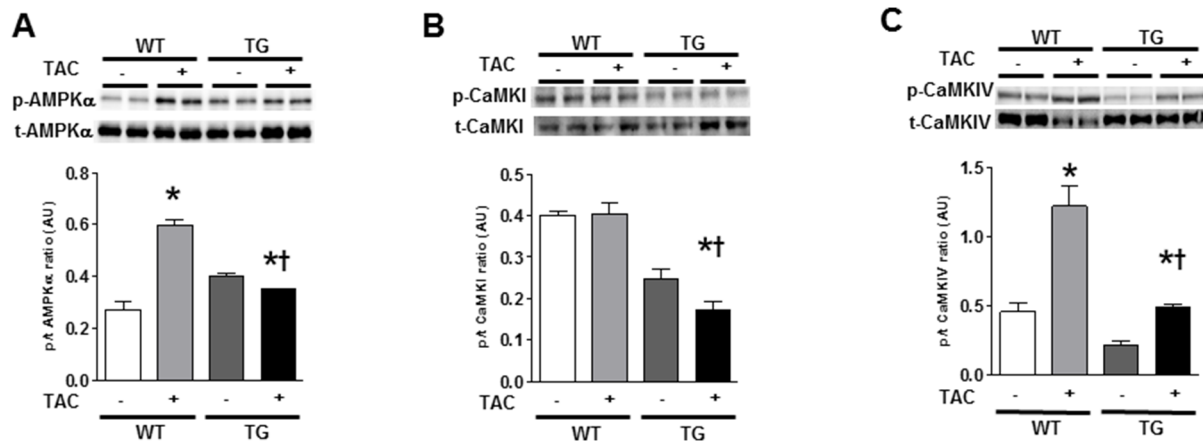 A
WT TG
TAC - + - +
p-AMPKα
t-AMPKα
p/t AMPKα ratio (AU)
0.8
0.6
0.4
0.2
0.0
*
*†
TAC - + - +
WT TG
B
WT TG
TAC - + - +
p-CaMKI
t-CaMKI
p/t CaMKI ratio (AU)
0.5
0.4
0.3
0.2
0.1
0.0
*†
TAC - + - +
WT TG
C
WT TG
TAC - + - +
p-CaMKIV
t-CaMKIV
p/t CaMKIV ratio (AU)
1.5
1.0
0.5
0.0
*
*†
TAC - + - +
WT TG